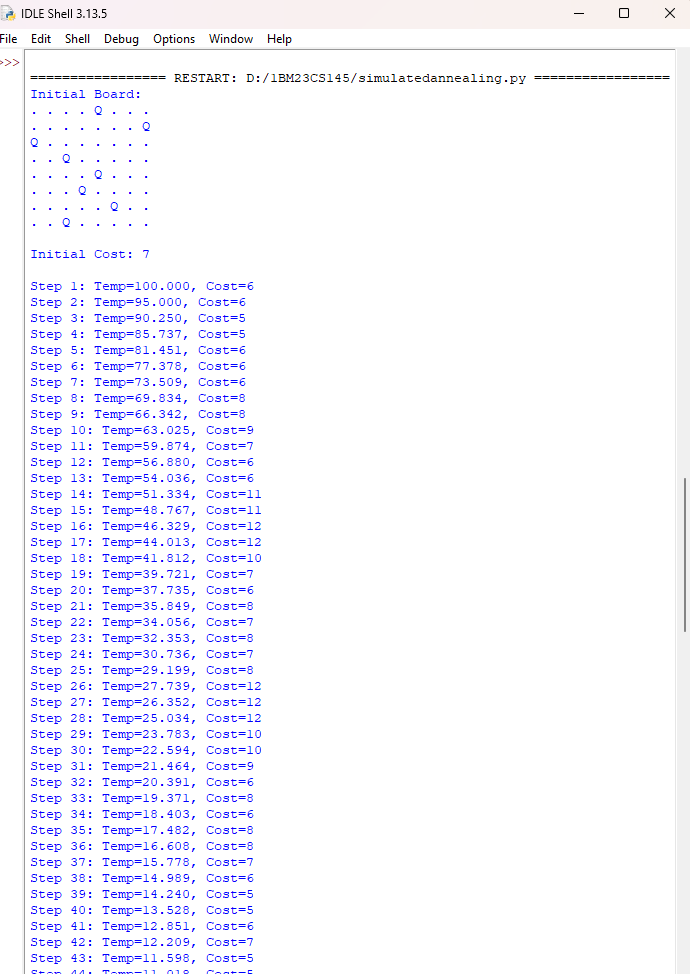 IDLE Shell 3.13.5
File Edit Shell Debug Options Window Help
>>>
================= RESTART: D:/1BM23CS145/simulatedannealing.py =================
Initial Board:
. . . . Q . . .
. . . . . . . Q
Q . . . . . . .
. . Q . . . . .
. . . . Q . . .
. . . Q . . . .
. . . . . Q . .
. . Q . . . . .
Initial Cost: 7
Step 1: Temp=100.000, Cost=6
Step 2: Temp=95.000, Cost=6
Step 3: Temp=90.250, Cost=5
Step 4: Temp=85.737, Cost=5
Step 5: Temp=81.451, Cost=6
Step 6: Temp=77.378, Cost=6
Step 7: Temp=73.509, Cost=6
Step 8: Temp=69.834, Cost=8
Step 9: Temp=66.342, Cost=8
Step 10: Temp=63.025, Cost=9
Step 11: Temp=59.874, Cost=7
Step 12: Temp=56.880, Cost=6
Step 13: Temp=54.036, Cost=6
Step 14: Temp=51.334, Cost=11
Step 15: Temp=48.767, Cost=11
Step 16: Temp=46.329, Cost=12
Step 17: Temp=44.013, Cost=12
Step 18: Temp=41.812, Cost=10
Step 19: Temp=39.721, Cost=7
Step 20: Temp=37.735, Cost=6
Step 21: Temp=35.849, Cost=8
Step 22: Temp=34.056, Cost=7
Step 23: Temp=32.353, Cost=8
Step 24: Temp=30.736, Cost=7
Step 25: Temp=29.199, Cost=8
Step 26: Temp=27.739, Cost=12
Step 27: Temp=26.352, Cost=12
Step 28: Temp=25.034, Cost=12
Step 29: Temp=23.783, Cost=10
Step 30: Temp=22.594, Cost=10
Step 31: Temp=21.464, Cost=9
Step 32: Temp=20.391, Cost=6
Step 33: Temp=19.371, Cost=8
Step 34: Temp=18.403, Cost=6
Step 35: Temp=17.482, Cost=8
Step 36: Temp=16.608, Cost=8
Step 37: Temp=15.778, Cost=7
Step 38: Temp=14.989, Cost=6
Step 39: Temp=14.240, Cost=5
Step 40: Temp=13.528, Cost=5
Step 41: Temp=12.851, Cost=6
Step 42: Temp=12.209, Cost=7
Step 43: Temp=11.598, Cost=5
Step 44: Temp=11.018, Cost=5